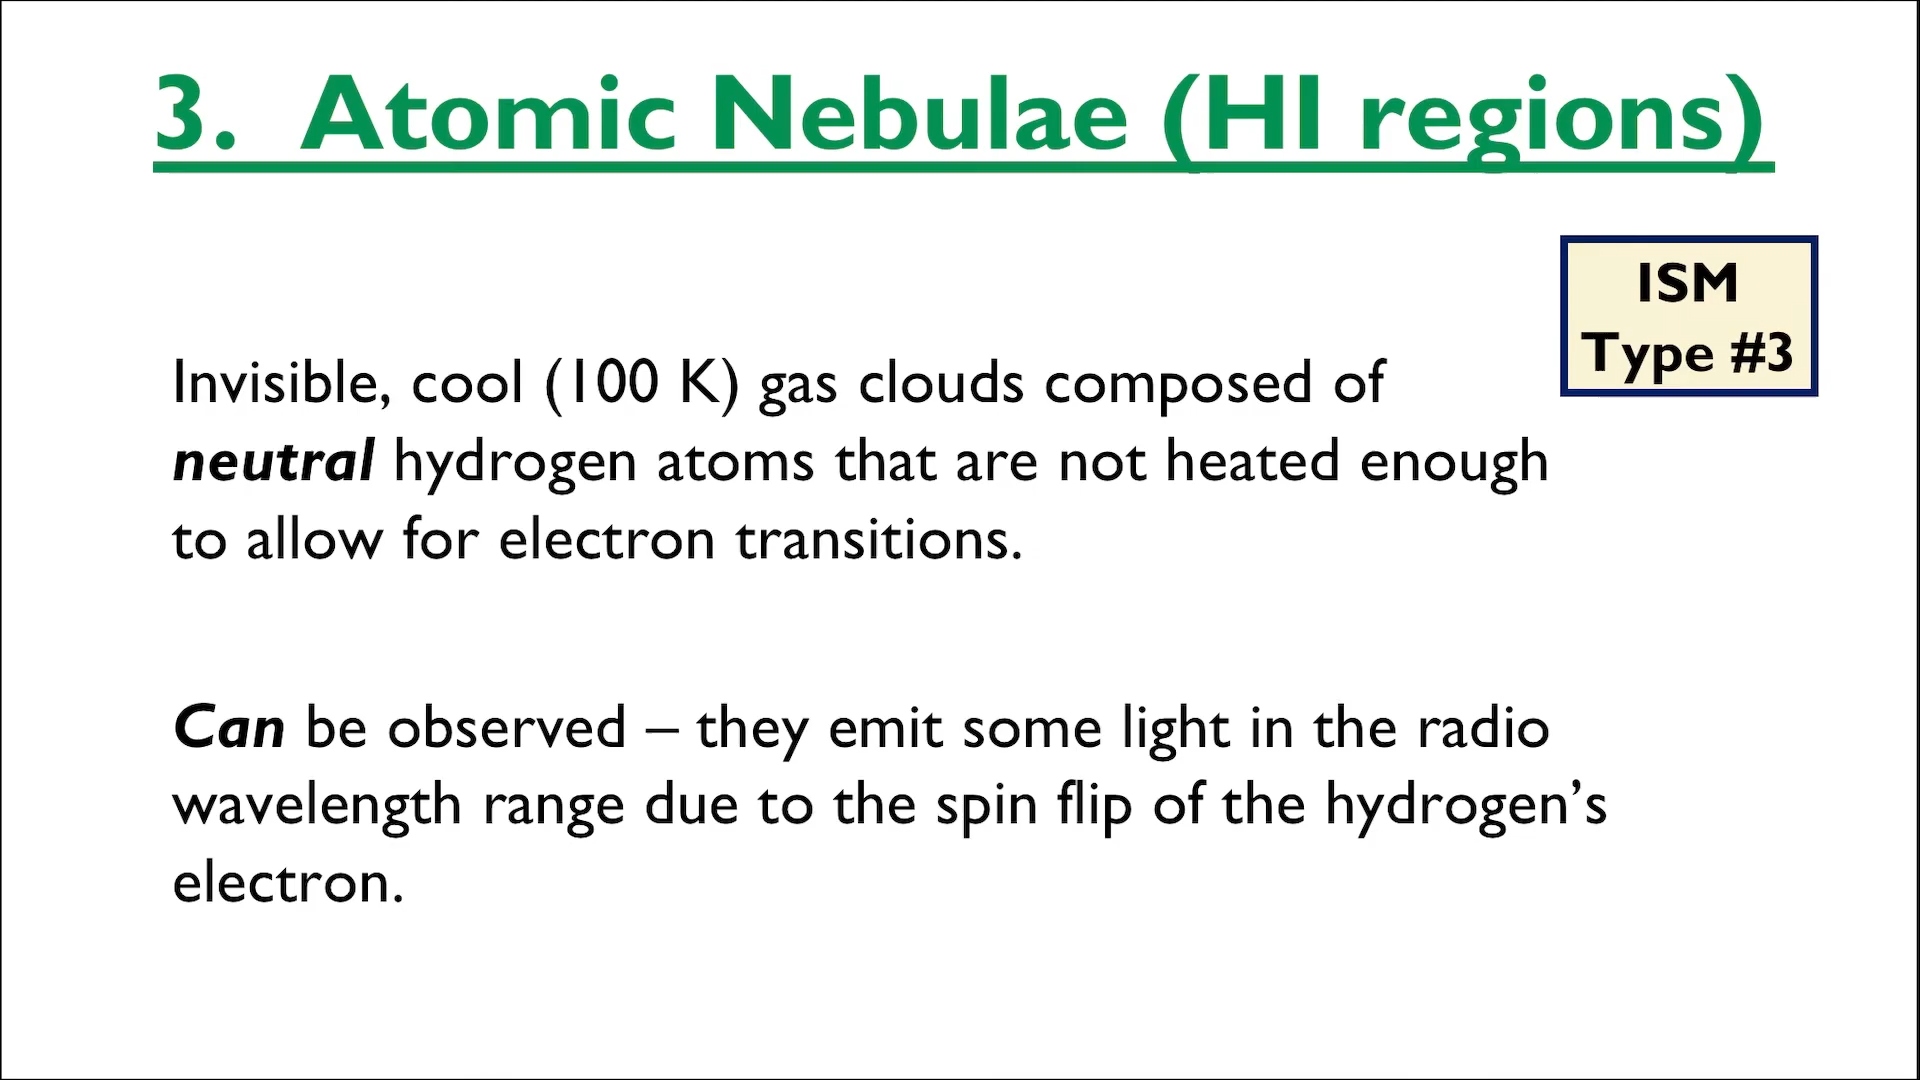 3. Atomic Nebulae (HI regions)
ISM
Type #3
Invisible, cool (100 K) gas clouds composed of
neutral hydrogen atoms that are not heated enough
to allow for electron transitions.
Can be observed – they emit some light in the radio
wavelength range due to the spin flip of the hydrogen’s
electron.